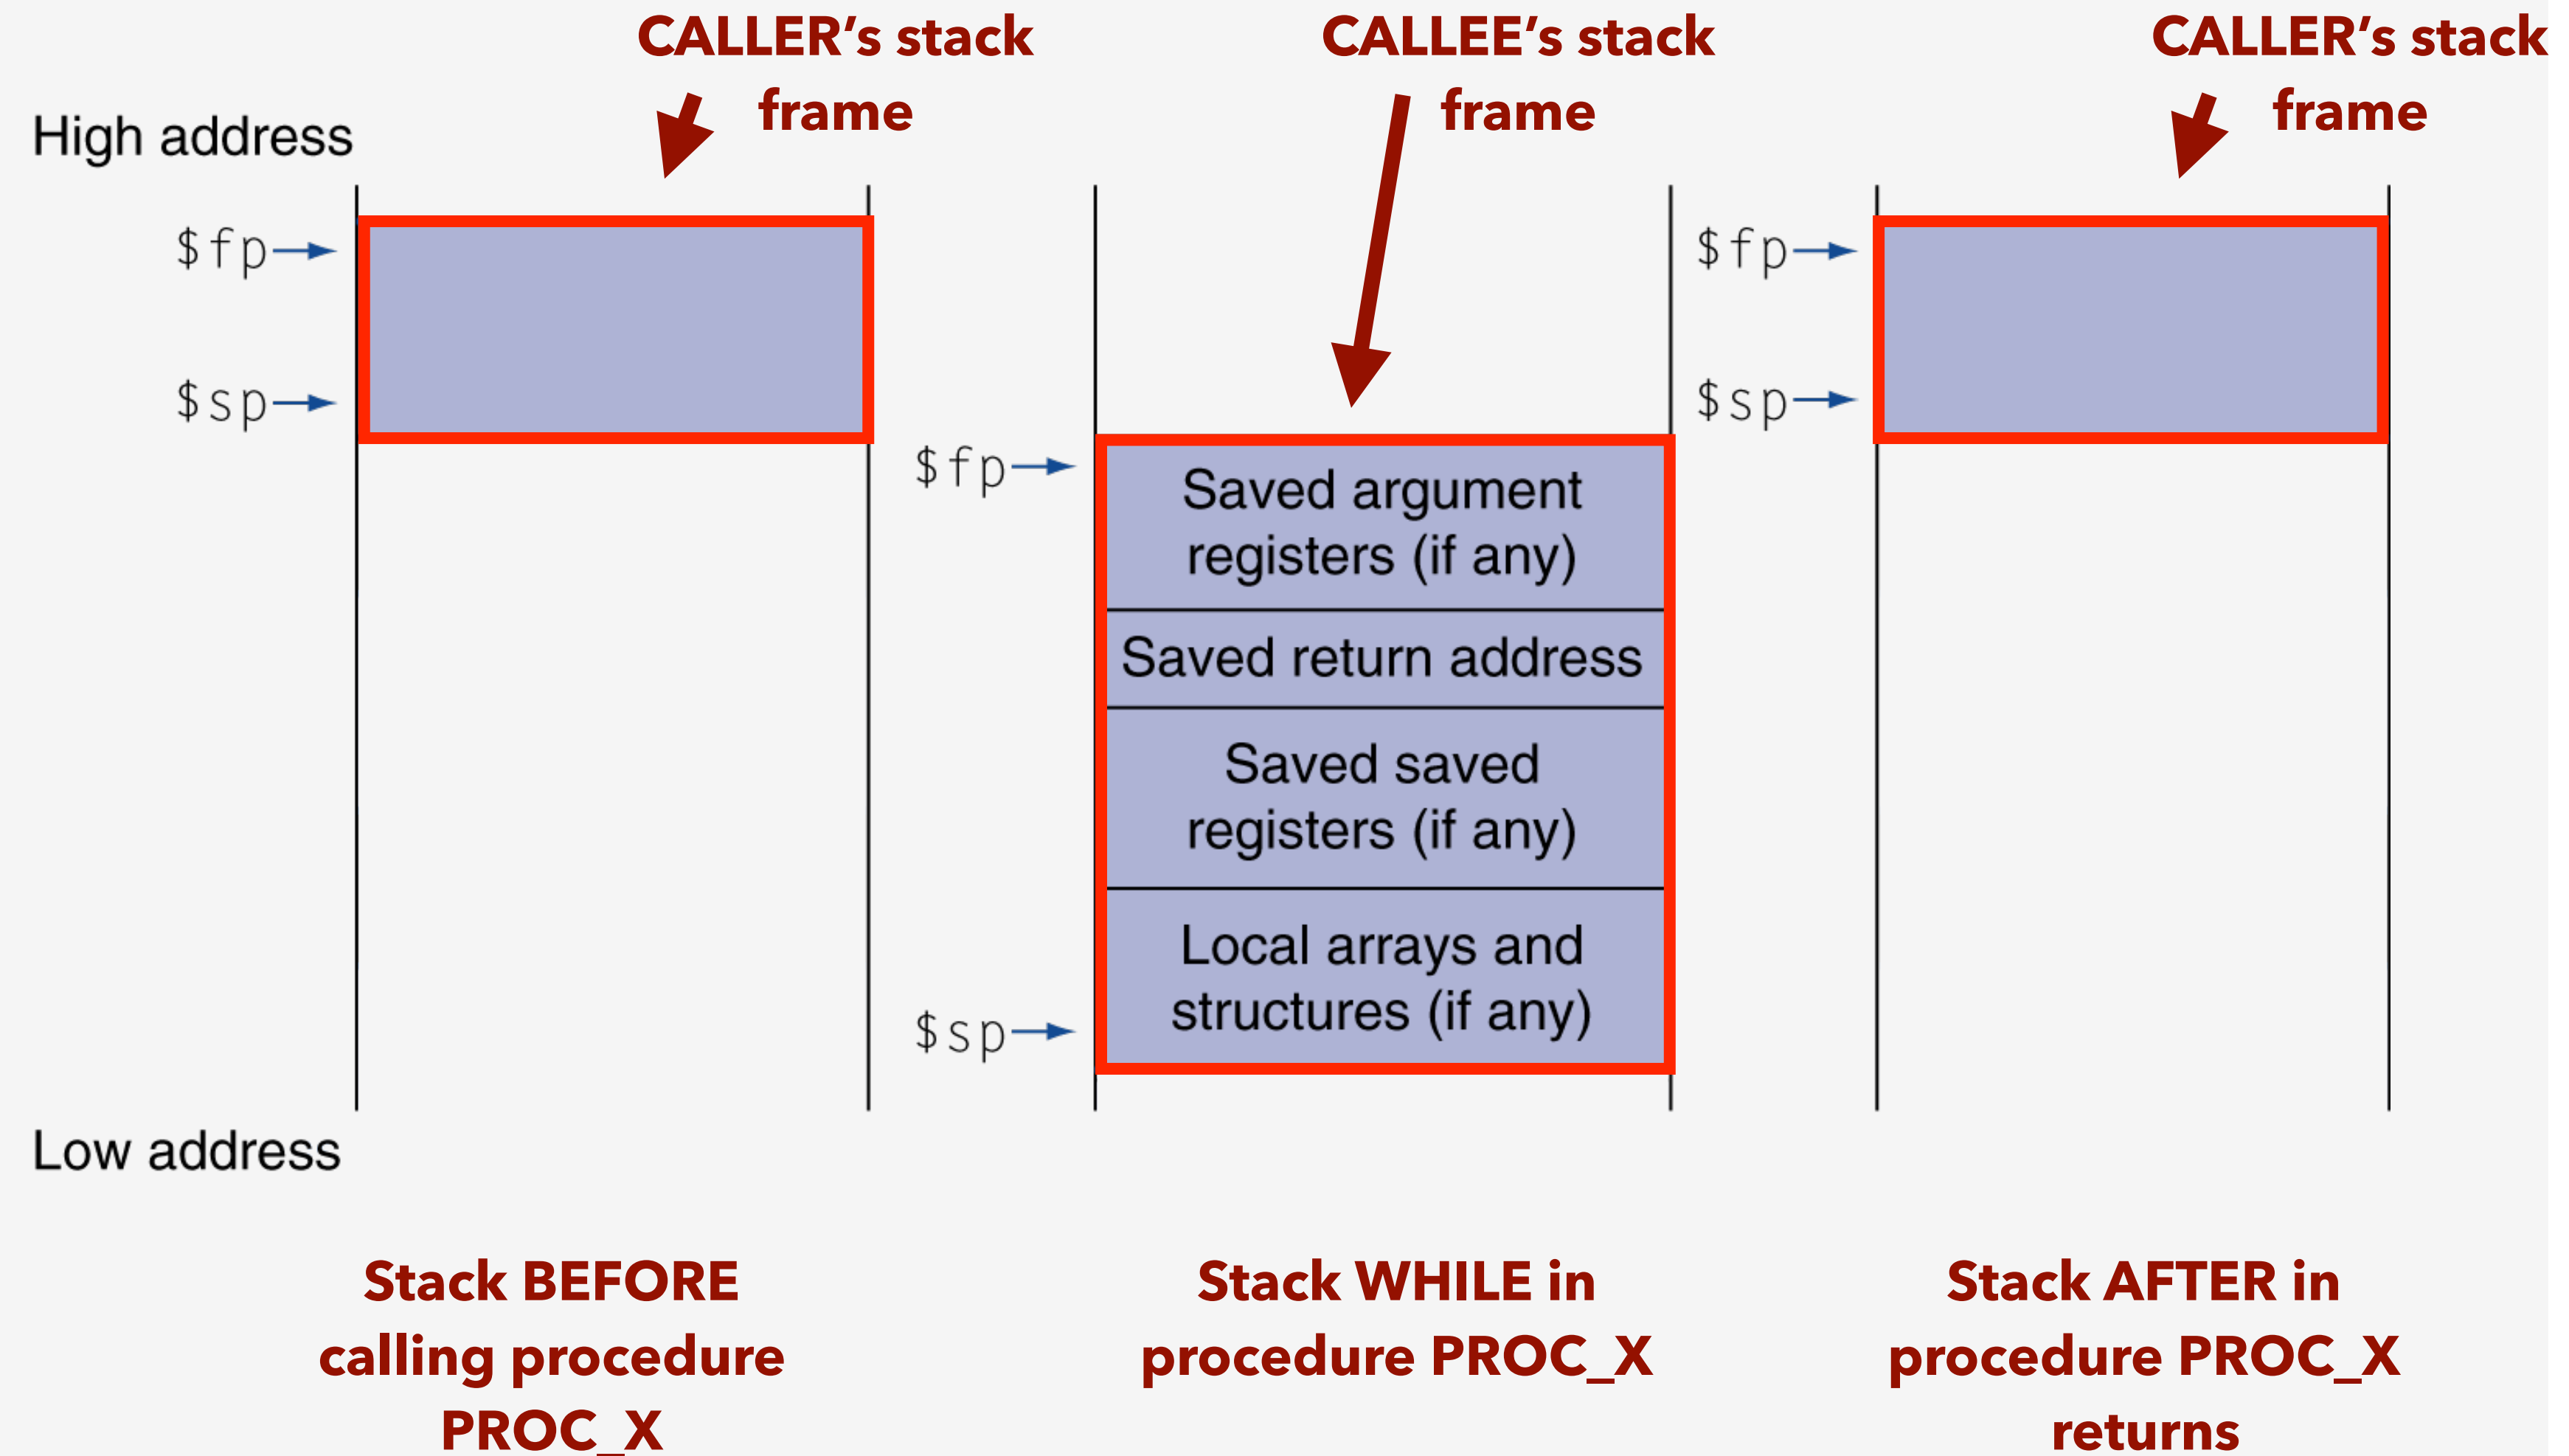 CALLER’s stack
frame
CALLEE’s stack
frame
CALLER’s stack
frame
High address
$fp
$sp
$fp
Saved argument
registers (if any)
Saved return address
Saved saved
registers (if any)
Local arrays and
structures (if any)
$sp
$fp
$sp
Low address
Stack BEFORE
calling procedure
PROC_X
Stack WHILE in
procedure PROC_X
Stack AFTER in
procedure PROC_X
returns